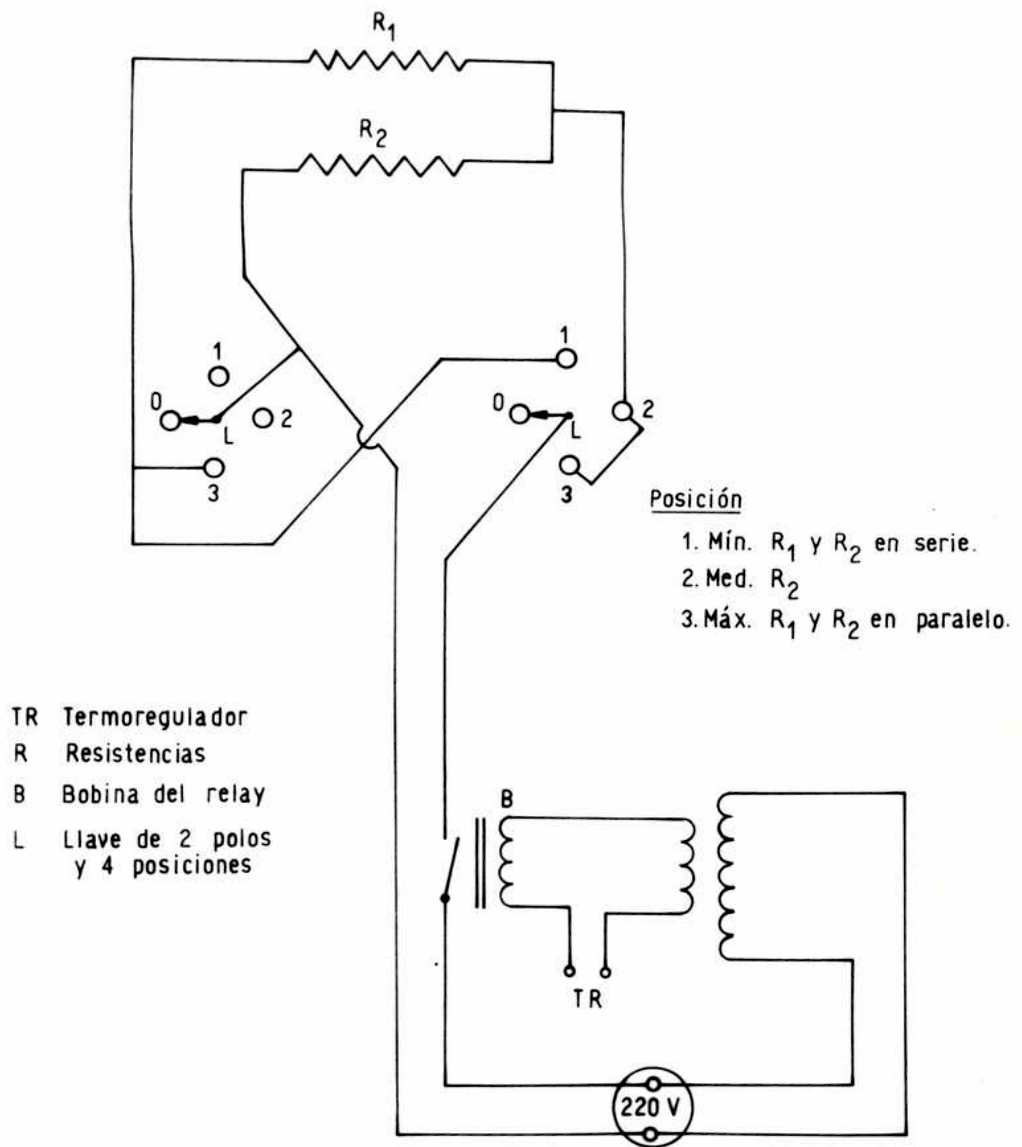 R1
R2
1
0
2
L
3
1
0
2
L
3
Posición
1. Mín. R1 y R2 en serie.
2. Med. R2
3. Máx. R1 y R2 en paralelo.
TR Termoregulador
R Resistencias
B Bobina del relay
L Llave de 2 polos
y 4 posiciones
B
TR
220 V